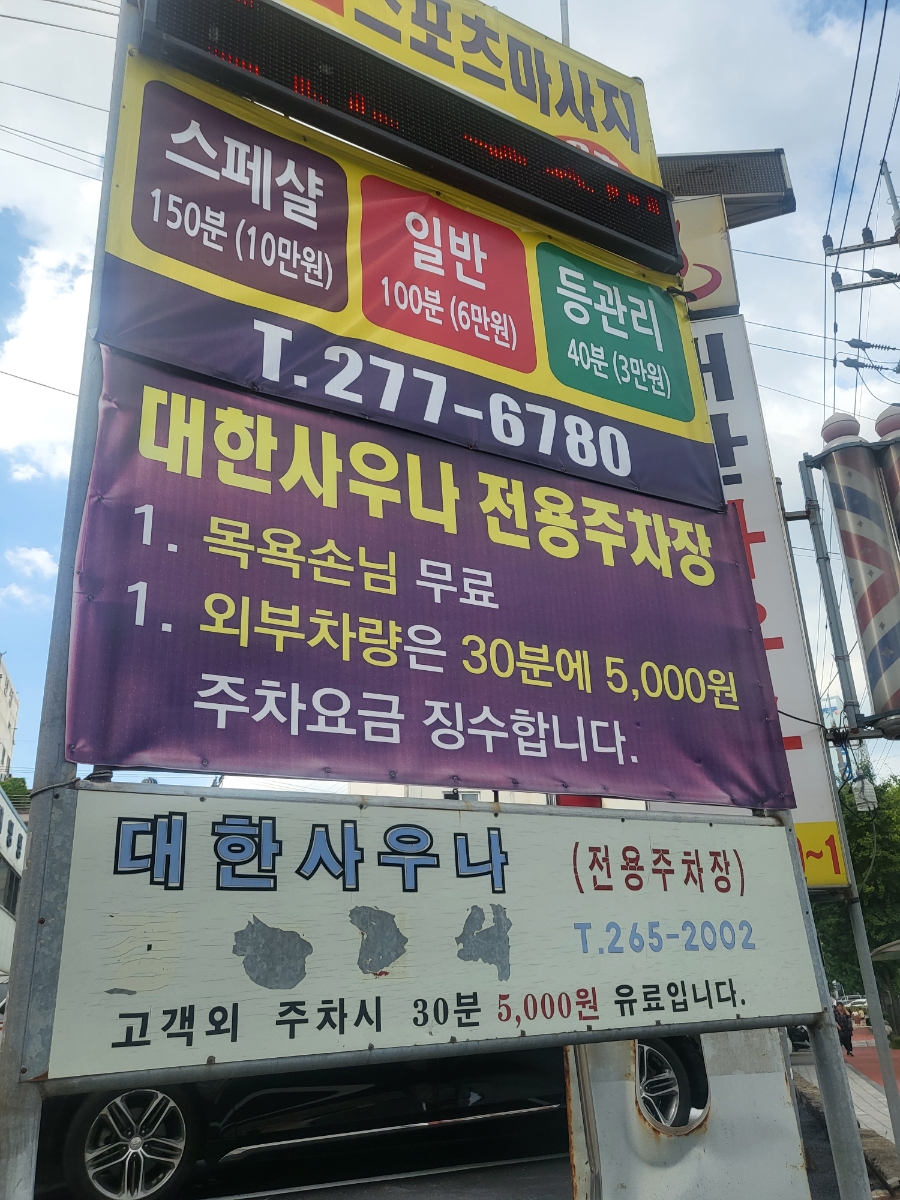 스포츠마사지
스페샬
150분 (10만원)
일반
100분 (6만원)
등관리
40분 (3만원)
T.277-6780
대한사우나 전용주차장
1. 목욕손님 무료
1. 외부차량은 30분에 5,000원
주차요금 징수합니다.
대한사우나 (전용주차장)
T.265-2002
고객외 주차시 30분 5,000원 유료입니다.
~1